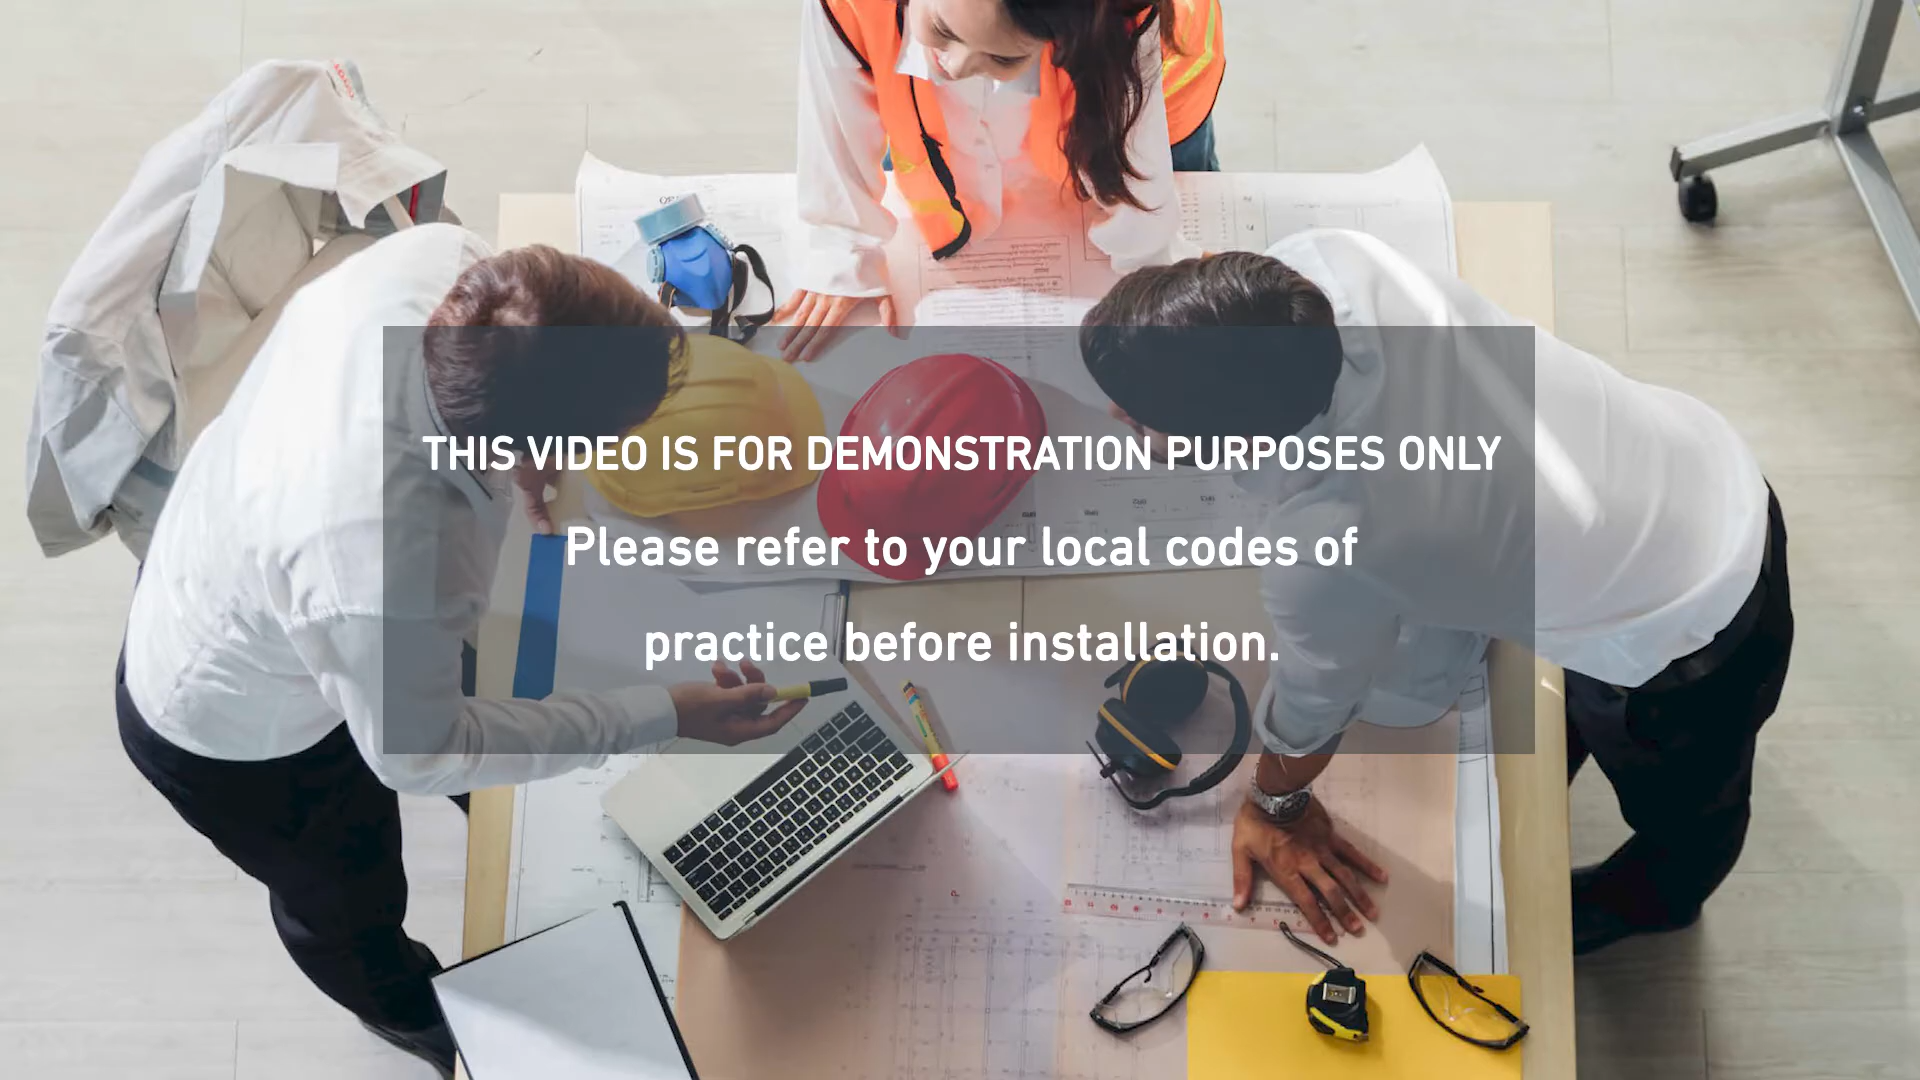 THIS VIDEO IS FOR DEMONSTRATION PURPOSES ONLY
Please refer to your local codes of
practice before installation.